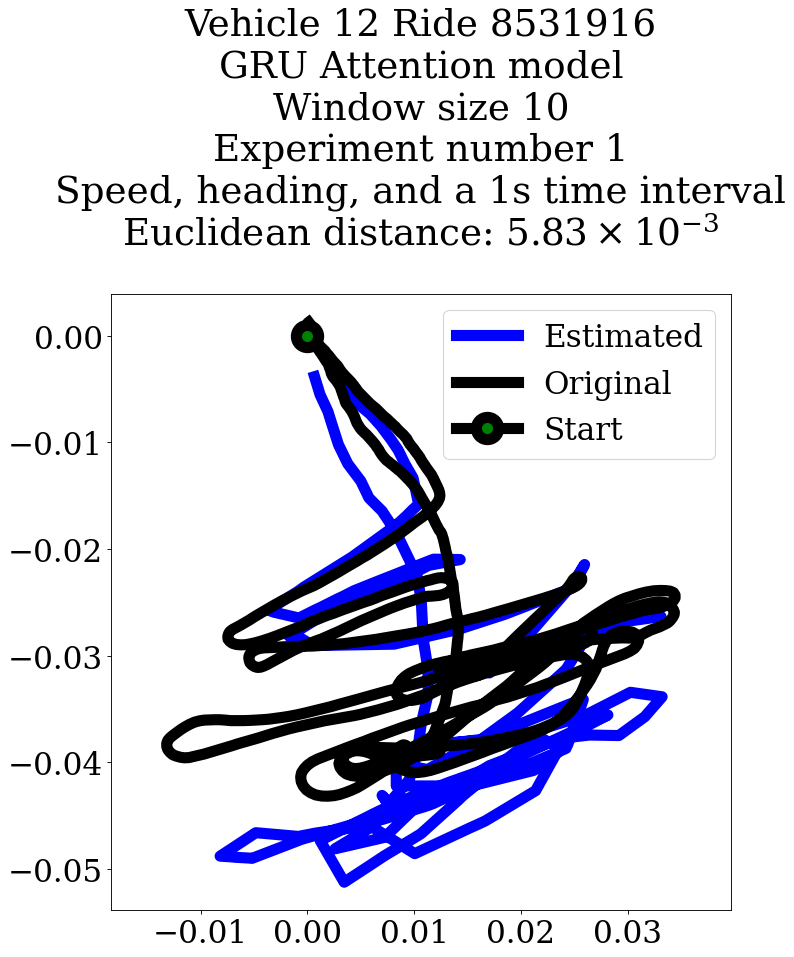 Vehicle 12 Ride 8531916
GRU Attention model
Window size 10
Experiment number 1
Speed, heading, and a 1s time interval
Euclidean distance: 5.83 × 10⁻³
Estimated
Original
Start
0.00
−0.01
−0.02
−0.03
−0.04
−0.05
−0.01 0.00 0.01 0.02 0.03